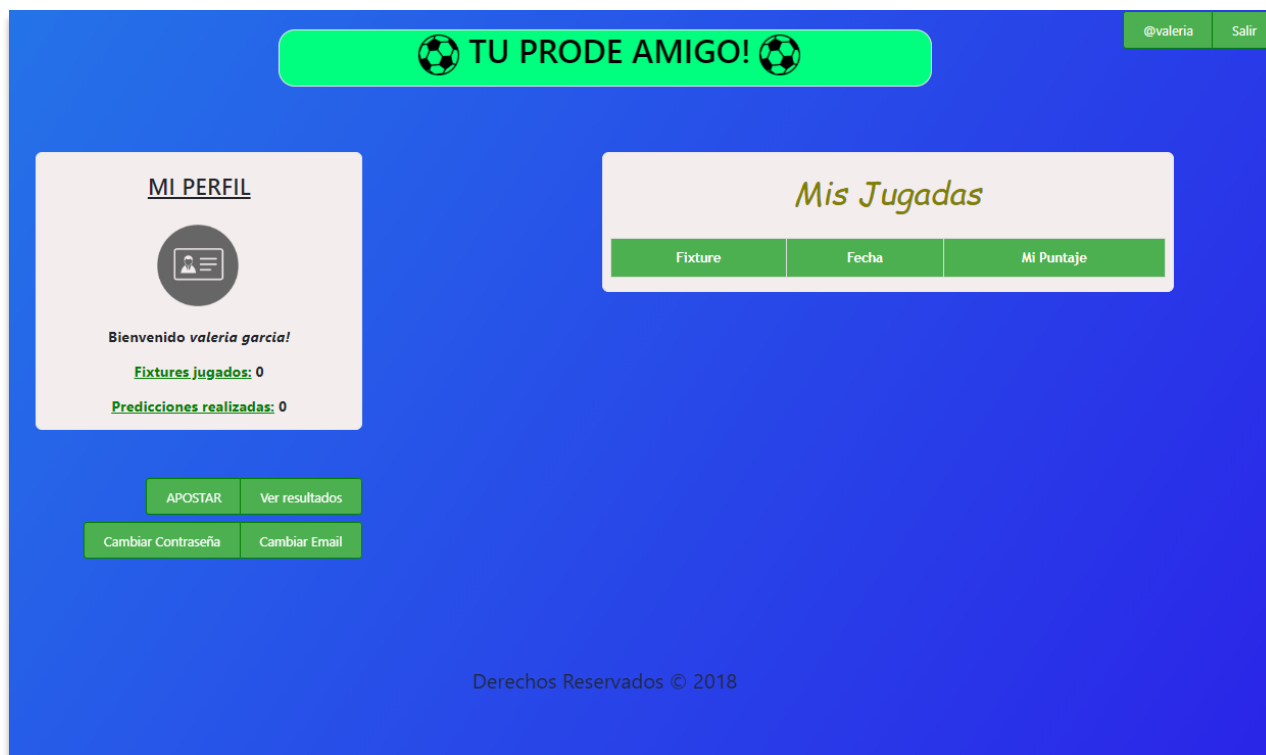 @valeria Salir
TU PRODE AMIGO!
MI PERFIL
Bienvenido valeria garcia!
Fixtures jugados: 0
Predicciones realizadas: 0
APOSTAR Ver resultados
Cambiar Contraseña Cambiar Email
Mis Jugadas
Fixture Fecha Mi Puntaje
Derechos Reservados © 2018